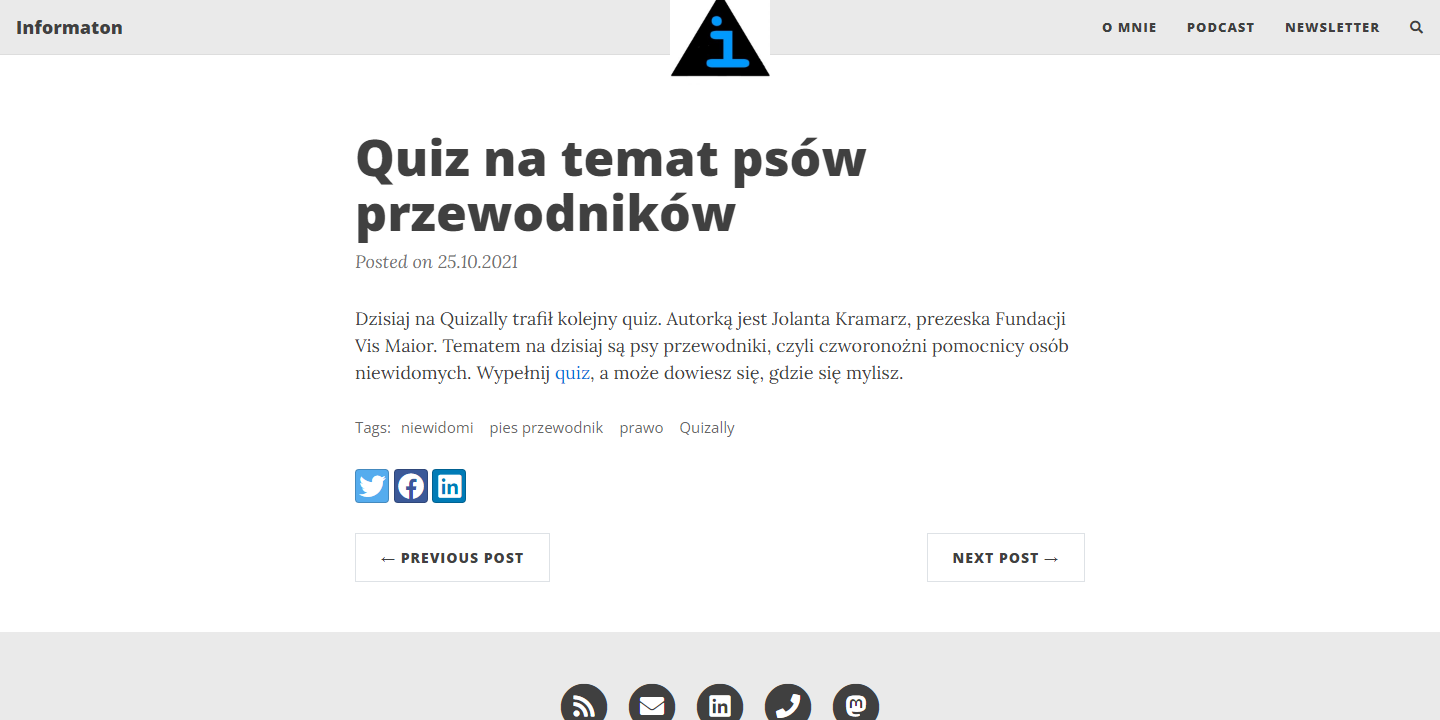 Informaton
O MNIE
PODCAST
NEWSLETTER
Quiz na temat psów
przewodników
Posted on 25.10.2021
Dzisiaj na Quizally trafił kolejny quiz. Autorką jest Jolanta Kramarz, prezeska Fundacji
Vis Maior. Tematem na dzisiaj są psy przewodniki, czyli czworonożni pomocnicy osób
niewidomych. Wypełnij quiz, a może dowiesz się, gdzie się mylisz.
Tags: niewidomi pies przewodnik prawo Quizally
← PREVIOUS POST
NEXT POST →